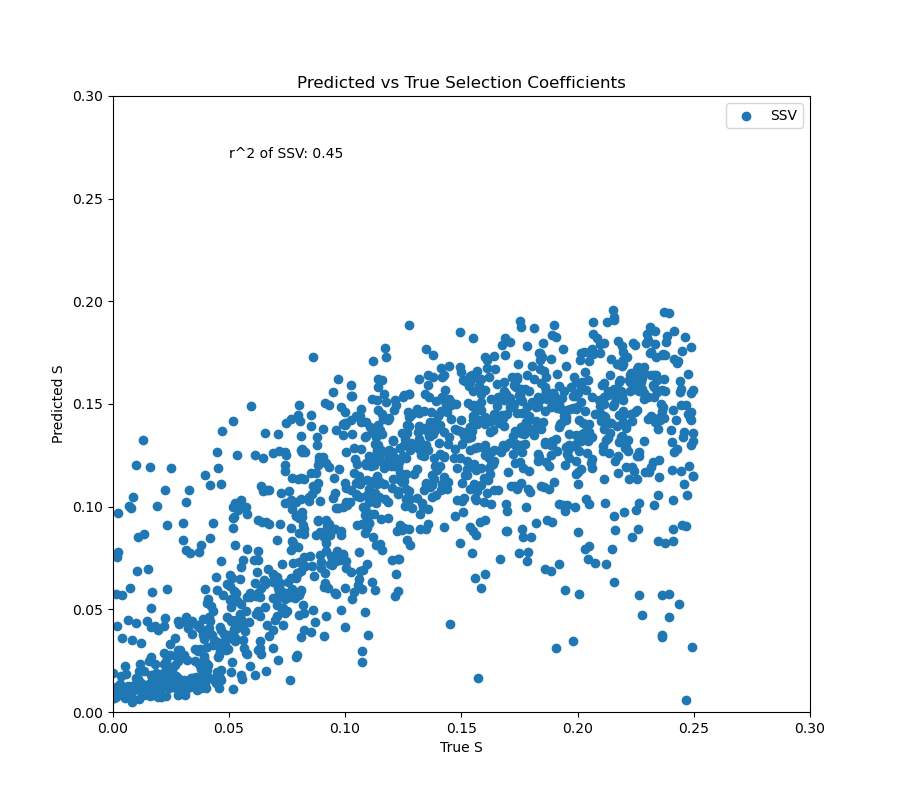 Predicted vs True Selection Coefficients
SSV
r^2 of SSV: 0.45
Predicted S
0.30
0.25
0.20
0.15
0.10
0.05
0.00
0.00 0.05 0.10 0.15 0.20 0.25 0.30
True S